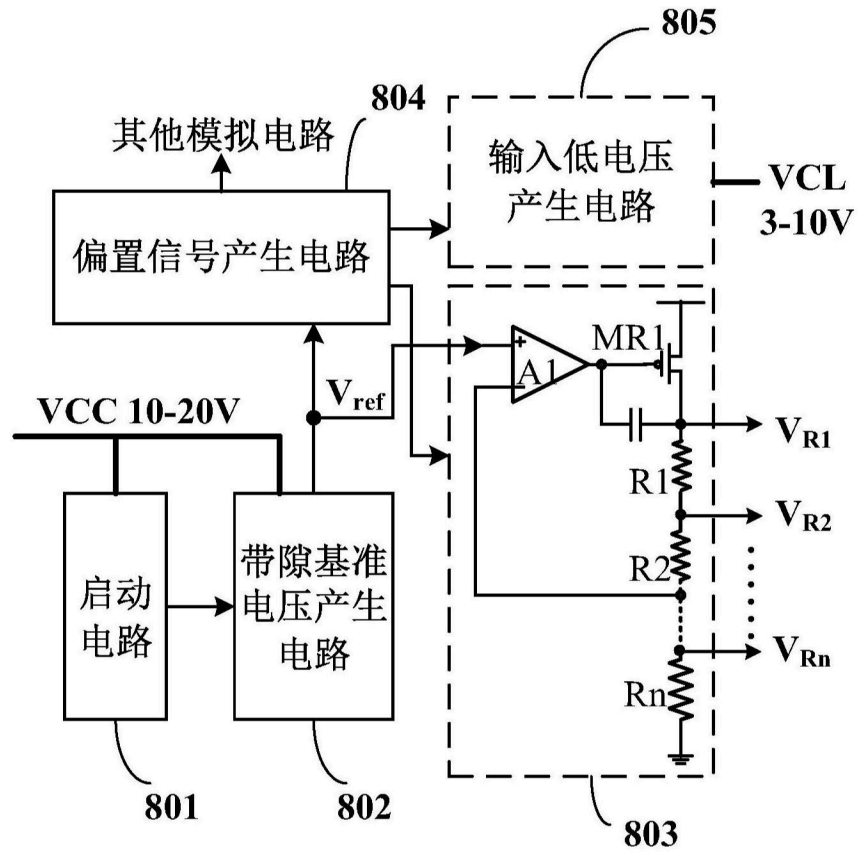 805
804
其他模拟电路
输入低电压
产生电路
VCL
3-10V
偏置信号产生电路
MR1
+
A1
−
Vref
VCC 10-20V
VR1
R1
VR2
R2
启动
电路
带隙基准
电压产生
电路
VRn
Rn
801
802
803